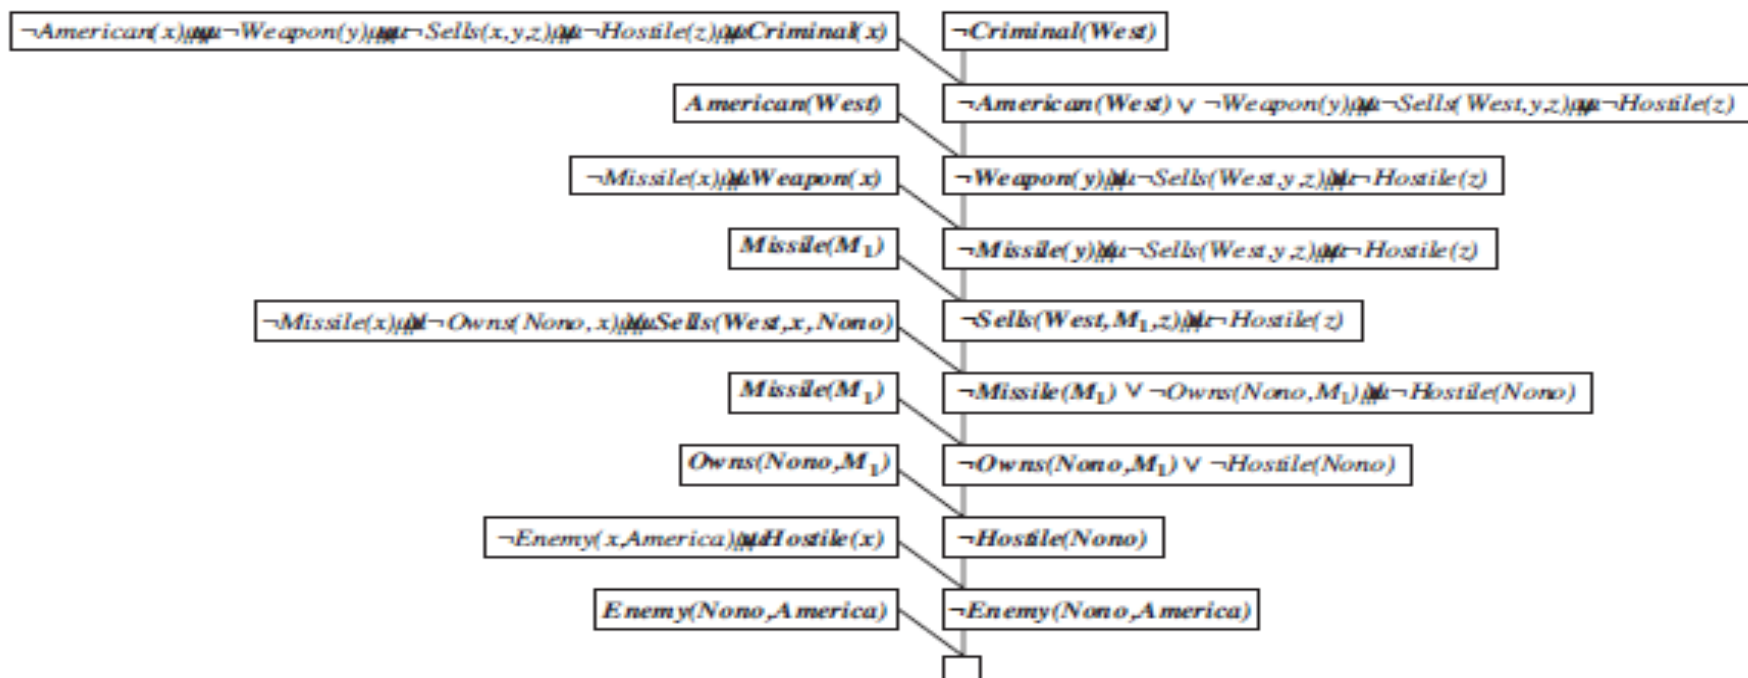 ¬American(x) ¬Weapon(y) ¬Sells(x,y,z) ¬Hostile(z) Criminal(x)
¬Criminal(West)
American(West)
¬American(West) ∨ ¬Weapon(y) ¬Sells(West,y,z) ¬Hostile(z)
¬Missile(x) Weapon(x)
¬Weapon(y) ¬Sells(West,y,z) ¬Hostile(z)
Missile(M₁)
¬Missile(y) ¬Sells(West,y,z) ¬Hostile(z)
¬Missile(x) ¬Owns(Nono,x) Sells(West,x,Nono)
¬Sells(West,M₁,z) ¬Hostile(z)
Missile(M₁)
¬Missile(M₁) ∨ ¬Owns(Nono,M₁) ¬Hostile(Nono)
Owns(Nono,M₁)
¬Owns(Nono,M₁) ∨ ¬Hostile(Nono)
¬Enemy(x,America) Hostile(x)
¬Hostile(Nono)
Enemy(Nono,America)
¬Enemy(Nono,America)